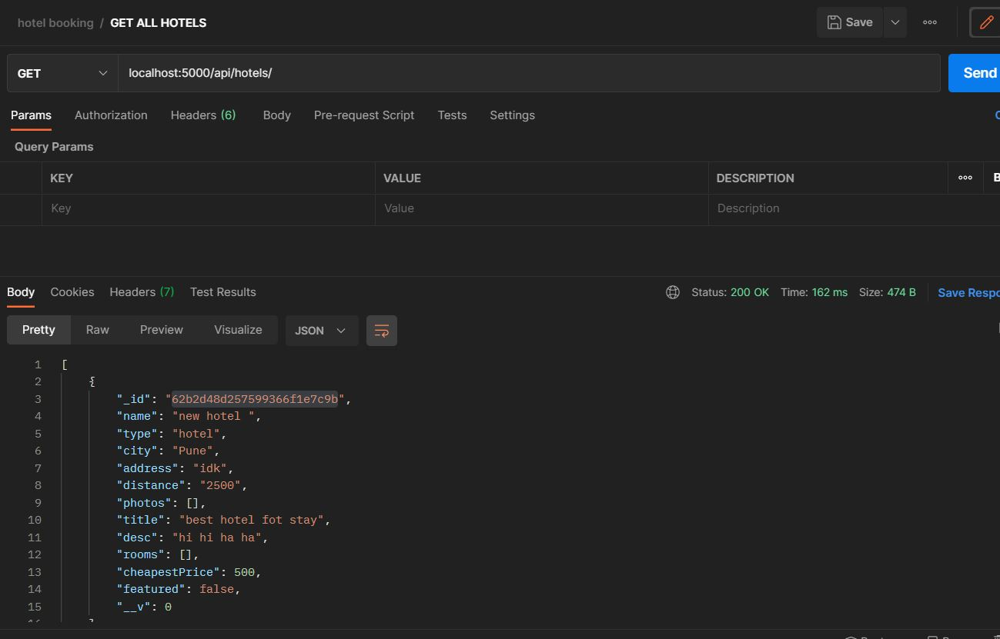 hotel booking / GET ALL HOTELS
Save
GET
localhost:5000/api/hotels/
Send
Params Authorization Headers (6) Body Pre-request Script Tests Settings
Query Params
KEY VALUE DESCRIPTION
Key Value Description
Body Cookies Headers (7) Test Results
Status: 200 OK Time: 162 ms Size: 474 B Save Respo
Pretty Raw Preview Visualize JSON
1 [
2 {
3 "_id": "62b2d48d257599366f1e7c9b",
4 "name": "new hotel ",
5 "type": "hotel",
6 "city": "Pune",
7 "address": "idk",
8 "distance": "2500",
9 "photos": [],
10 "title": "best hotel fot stay",
11 "desc": "hi hi ha ha",
12 "rooms": [],
13 "cheapestPrice": 500,
14 "featured": false,
15 "__v": 0